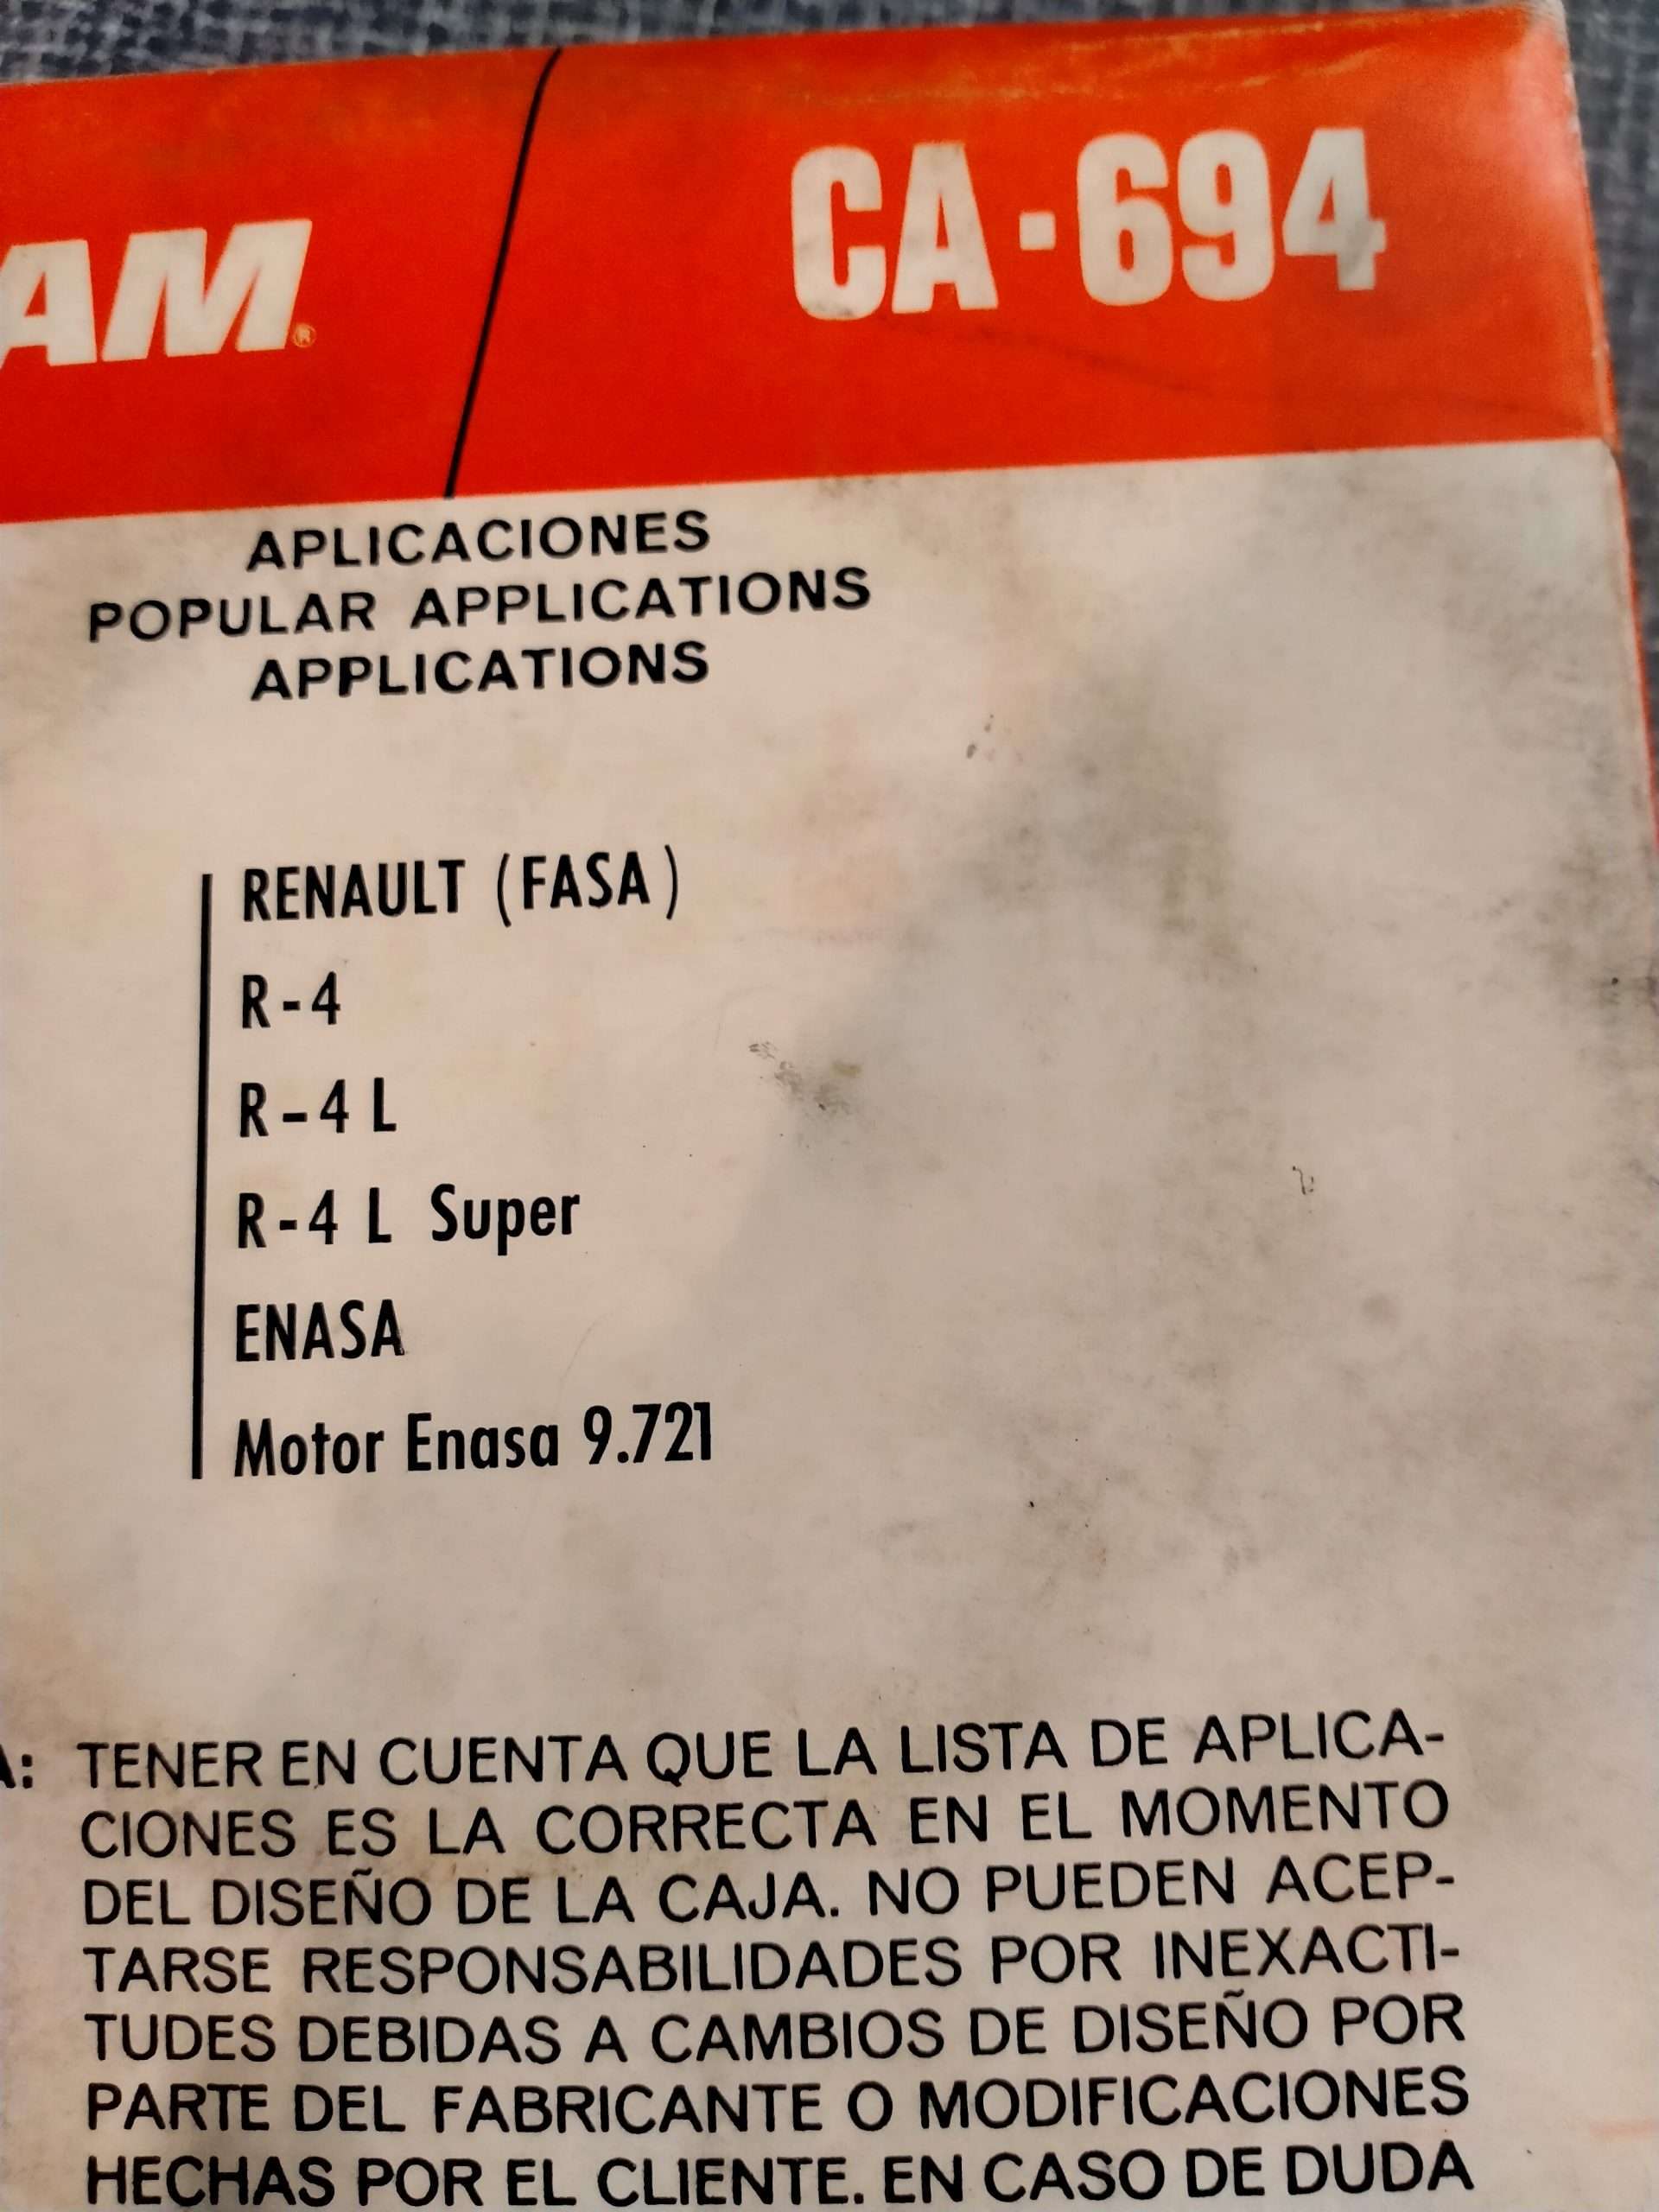 AM®
CA-694
APLICACIONES
POPULAR APPLICATIONS
APPLICATIONS
RENAULT (FASA)
R-4
R-4 L
R-4 L Super
ENASA
Motor Enasa 9.721
A: TENER EN CUENTA QUE LA LISTA DE APLICA-
CIONES ES LA CORRECTA EN EL MOMENTO
DEL DISEÑO DE LA CAJA. NO PUEDEN ACEP-
TARSE RESPONSABILIDADES POR INEXACTI-
TUDES DEBIDAS A CAMBIOS DE DISEÑO POR
PARTE DEL FABRICANTE O MODIFICACIONES
HECHAS POR EL CLIENTE. EN CASO DE DUDA